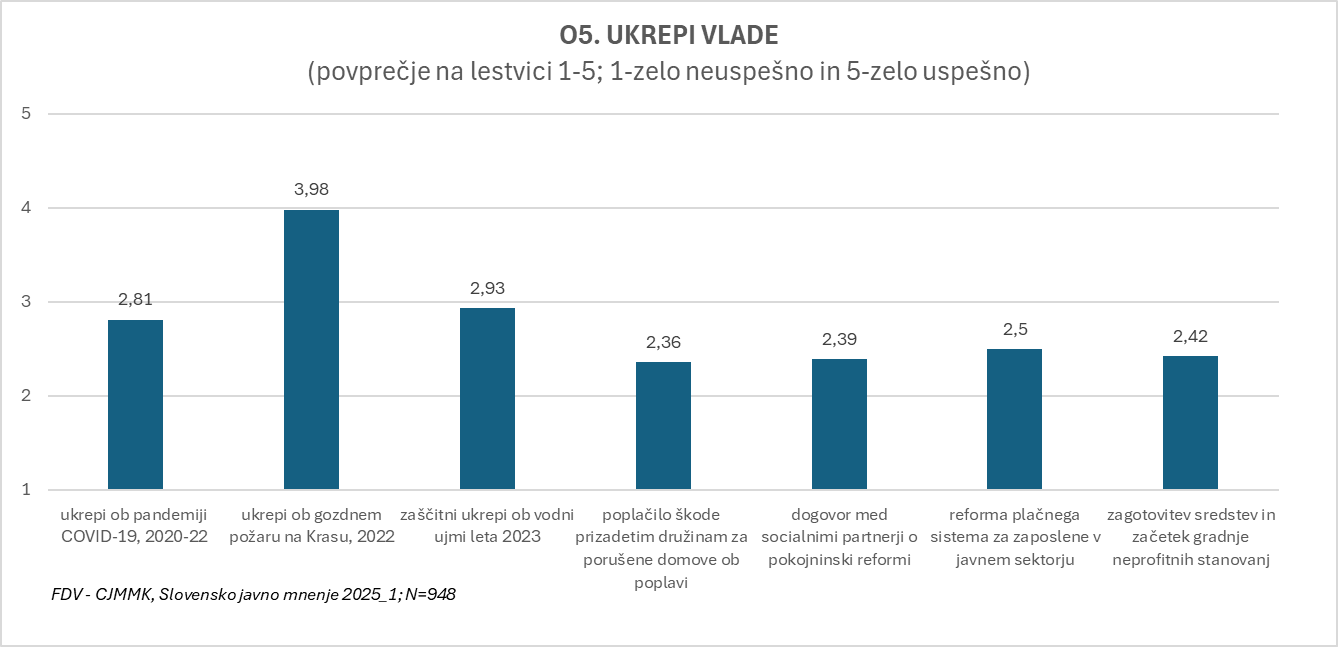 O5. UKREPI VLADE
(povprečje na lestvici 1-5; 1-zelo neuspešno in 5-zelo uspešno)
5
4
3
2
1
2,81
3,98
2,93
2,36
2,39
2,5
2,42
ukrepi ob pandemiji
COVID-19, 2020-22
ukrepi ob gozdnem
požaru na Krasu, 2022
zaščitni ukrepi ob vodni
ujmi leta 2023
poplačilo škode
prizadetim družinam za
porušene domove ob
poplavi
dogovor med
socialnimi partnerji o
pokojninski reformi
reforma plačnega
sistema za zaposlene v
javnem sektorju
zagotovitev sredstev in
začetek gradnje
neprofitnih stanovanj
FDV - CJMMK, Slovensko javno mnenje 2025_1; N=948